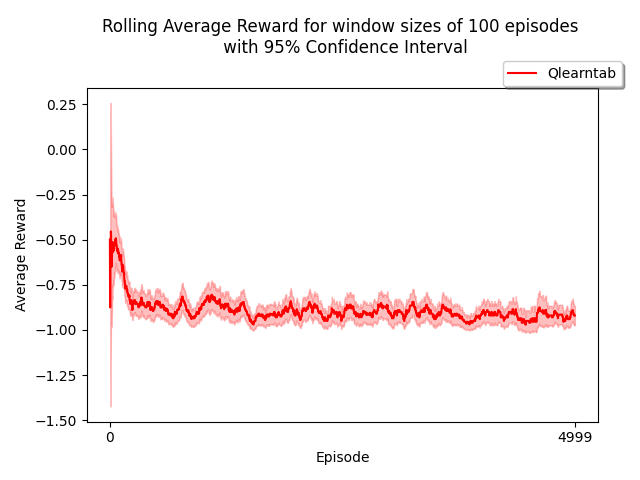 Rolling Average Reward for window sizes of 100 episodes
with 95% Confidence Interval
Qlearntab
0.25
0.00
−0.25
−0.50
−0.75
−1.00
−1.25
−1.50
Average Reward
0
4999
Episode